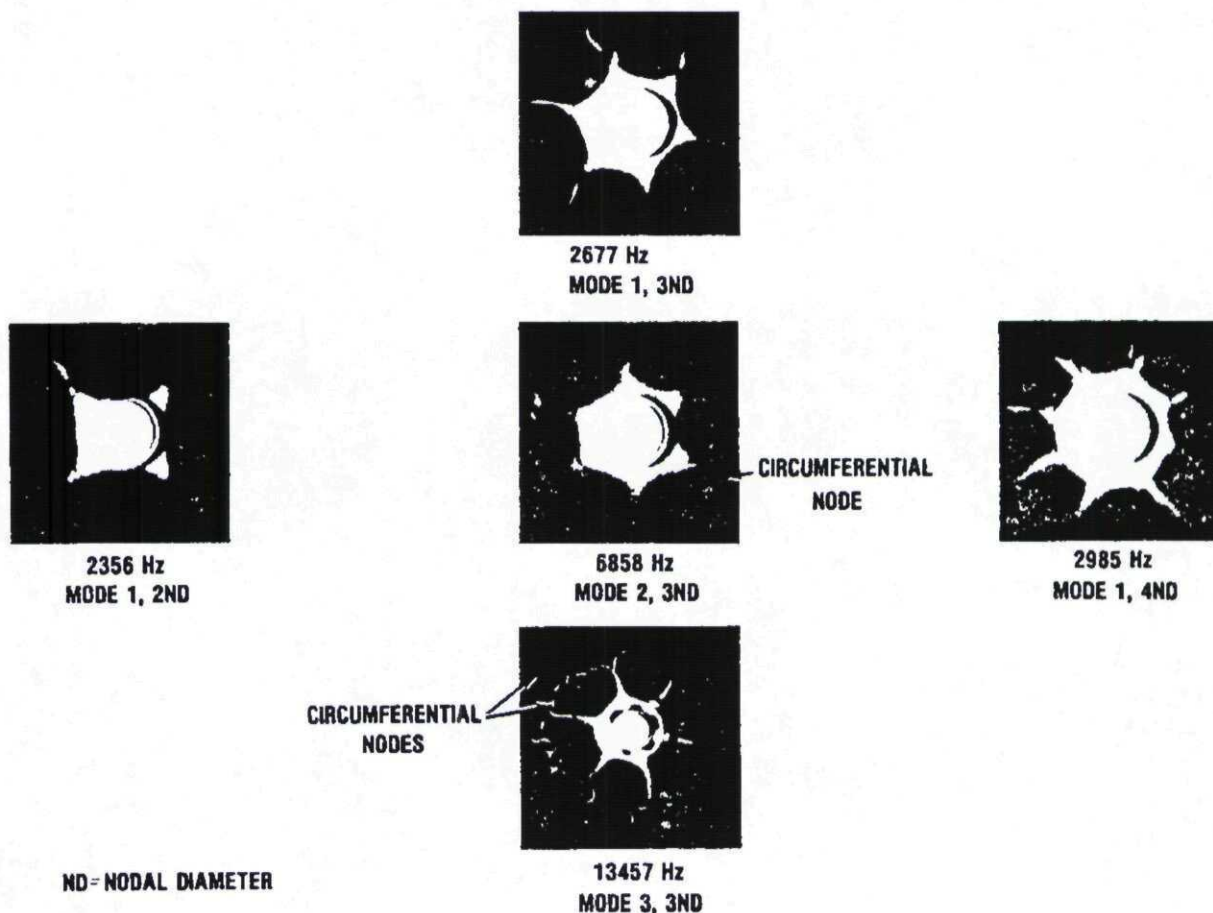 2677 Hz
MODE 1, 3ND
2356 Hz
MODE 1, 2ND
6858 Hz
MODE 2, 3ND
CIRCUMFERENTIAL
NODE
2985 Hz
MODE 1, 4ND
CIRCUMFERENTIAL
NODES
13457 Hz
MODE 3, 3ND
ND=NODAL DIAMETER